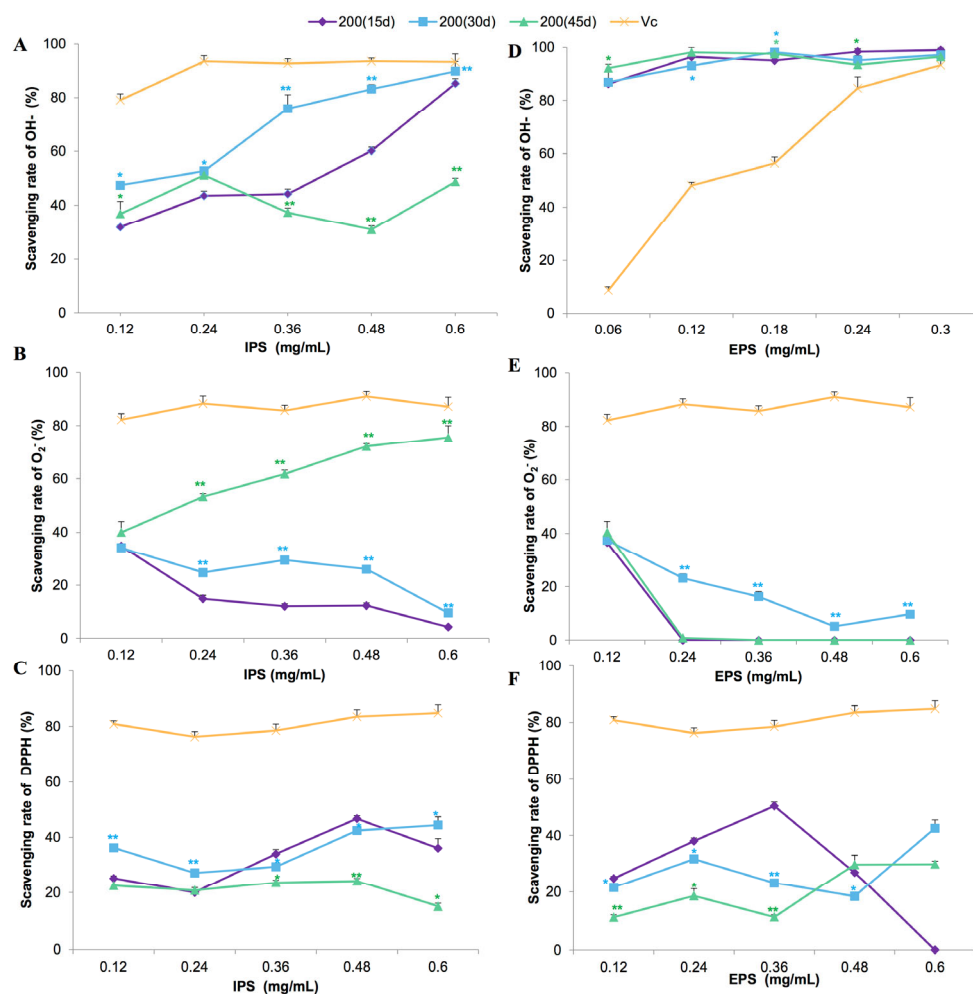 200(15d) 200(30d) 200(45d) Vc
A
Scavenging rate of OH- (%)
100
80
60
40
20
0
* * ** ** **
* ** ** **
0.12 0.24 0.36 0.48 0.6
IPS (mg/mL)
D
Scavenging rate of OH- (%)
100
80
60
40
20
0
* * * * *
0.06 0.12 0.18 0.24 0.3
EPS (mg/mL)
B
Scavenging rate of O2- (%)
100
80
60
40
20
0
** ** ** **
** ** ** **
0.12 0.24 0.36 0.48 0.6
IPS (mg/mL)
E
Scavenging rate of O2- (%)
100
80
60
40
20
0
** ** ** **
0.12 0.24 0.36 0.48 0.6
EPS (mg/mL)
C
Scavenging rate of DPPH (%)
100
80
60
40
20
0
** ** * * *
* ** *
0.12 0.24 0.36 0.48 0.6
IPS (mg/mL)
F
Scavenging rate of DPPH (%)
100
80
60
40
20
0
* * ** *
** * **
0.12 0.24 0.36 0.48 0.6
EPS (mg/mL)